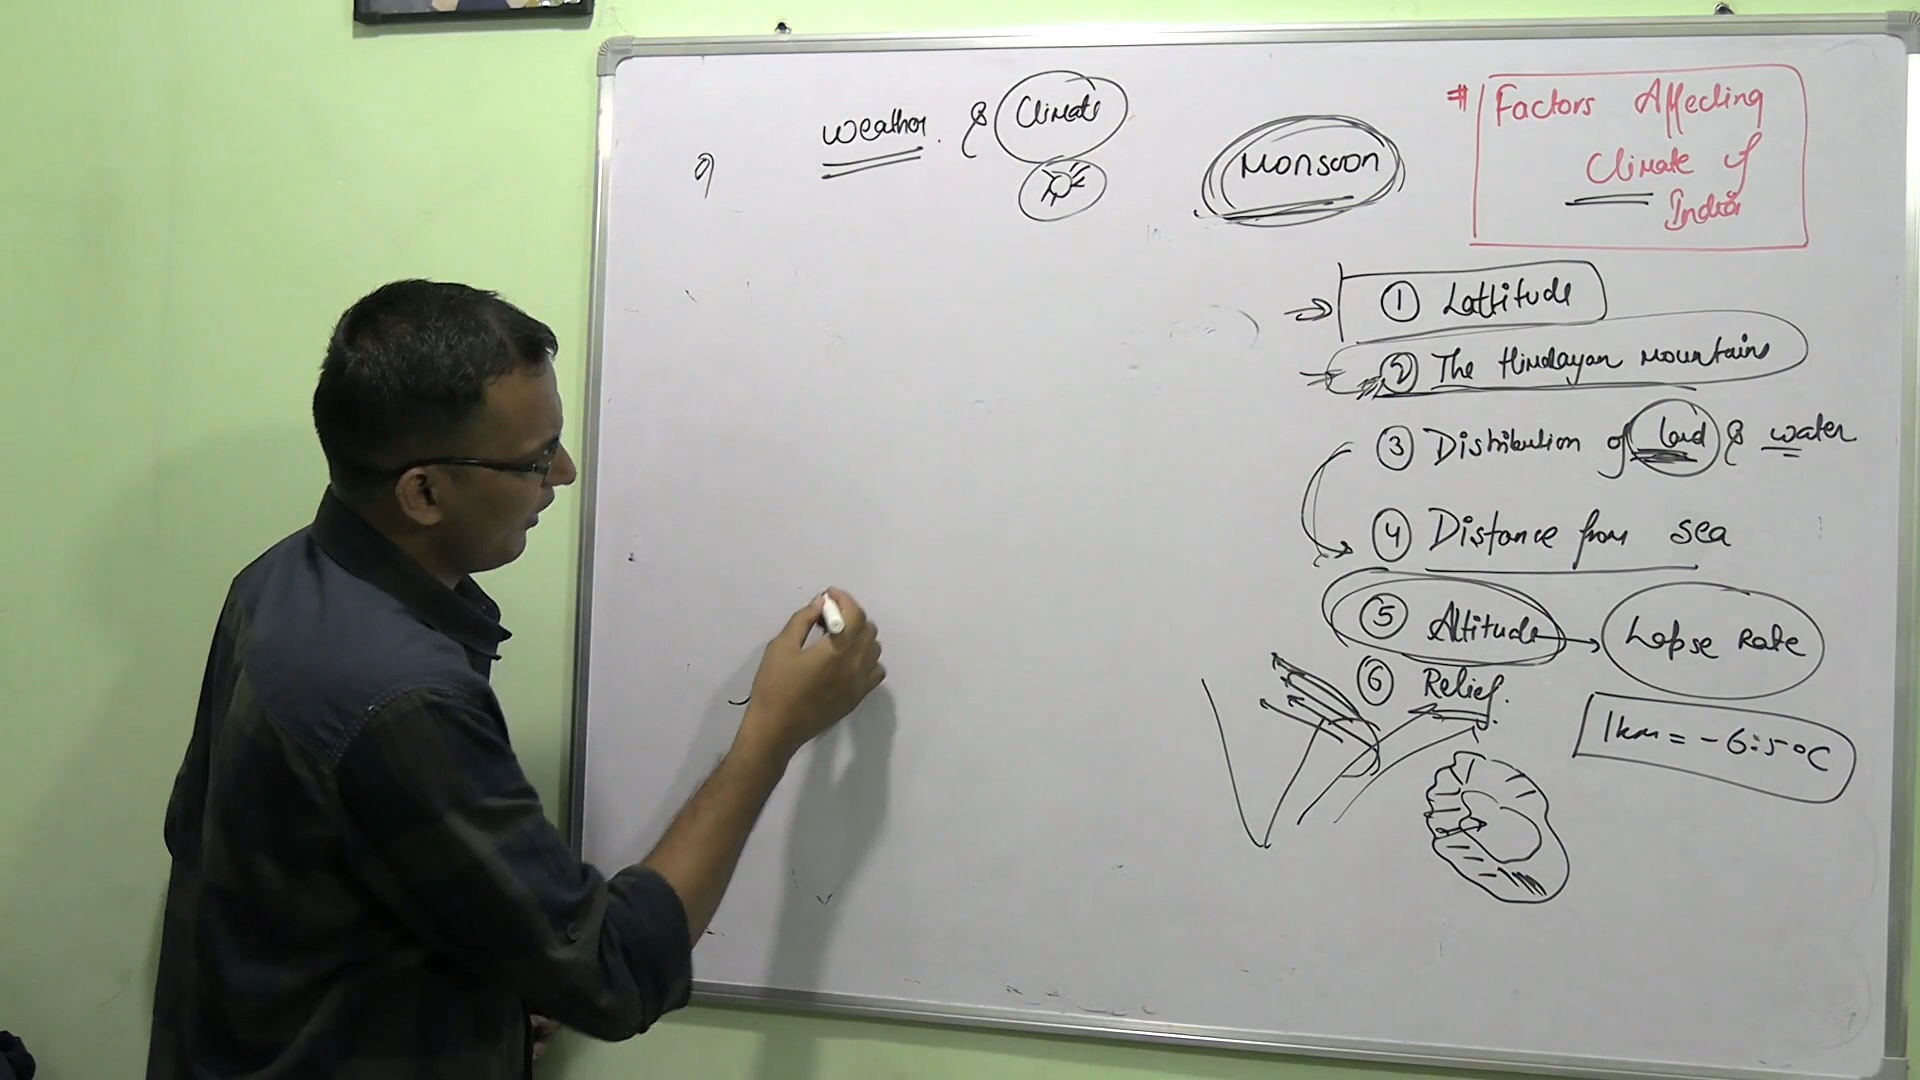 Weather. & Climate
Monsoon
# Factors Affecting
Climate of
India
① Lattitude
② The Himalayan Mountains
③ Distribution of Land & water
④ Distance from sea
⑤ Altitude → Lapse Rate
⑥ Relief.
1km = -6.5°C